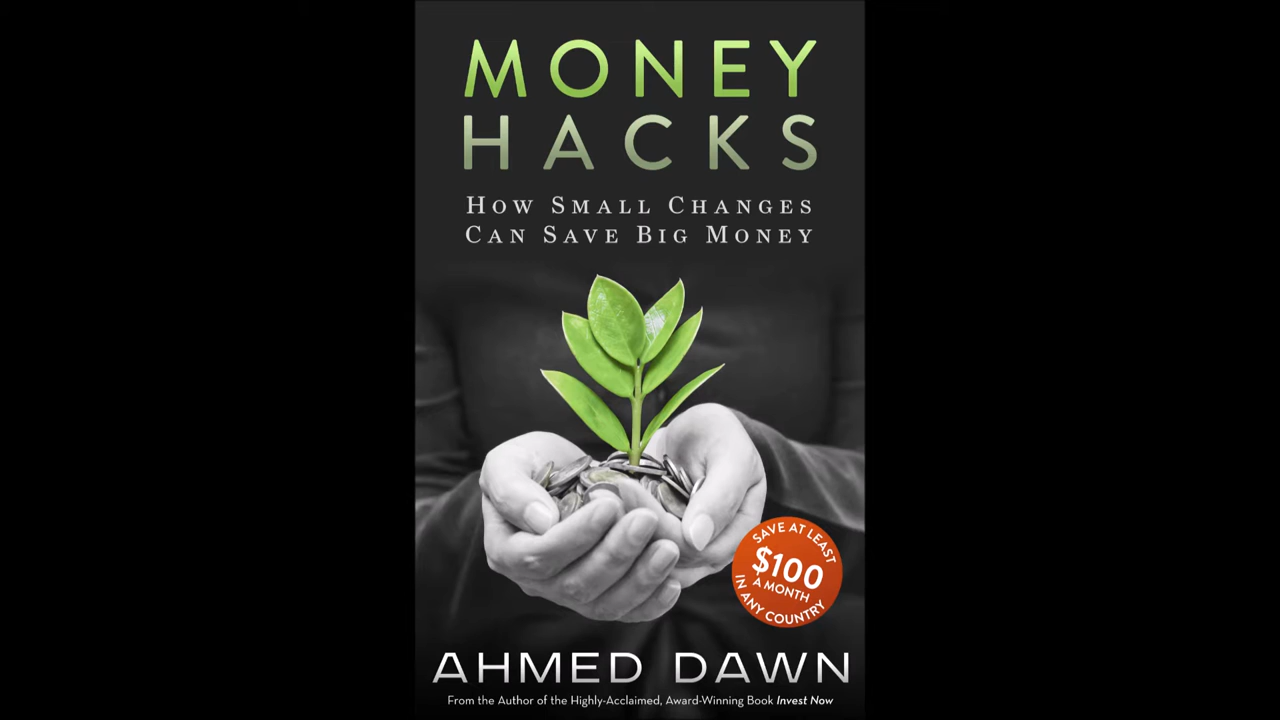 MONEY
HACKS
HOW SMALL CHANGES
CAN SAVE BIG MONEY
SAVE AT LEAST
$100
A MONTH
IN ANY COUNTRY
AHMED DAWN
From the Author of the Highly-Acclaimed, Award-Winning Book Invest Now